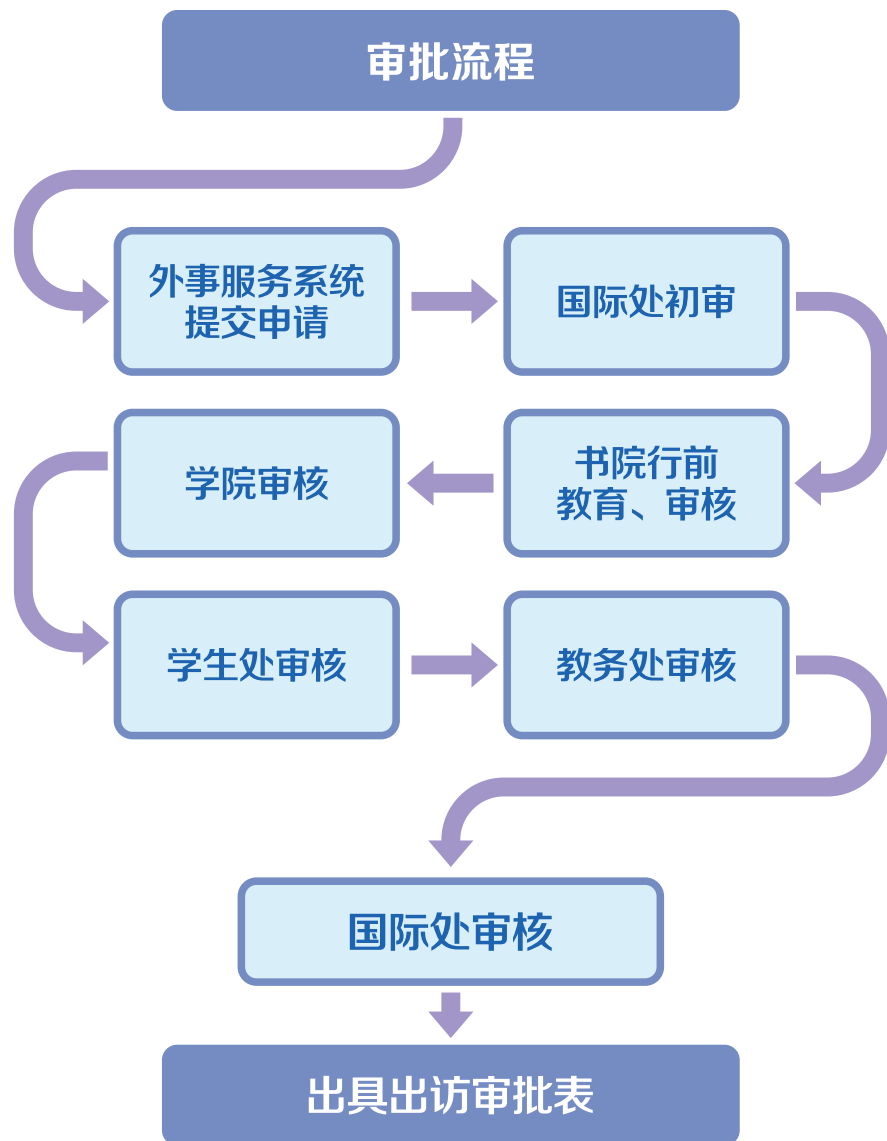 审批流程
外事服务系统
提交申请
国际处初审
书院行前
教育、审核
学院审核
学生处审核
教务处审核
国际处审核
出具出访审批表